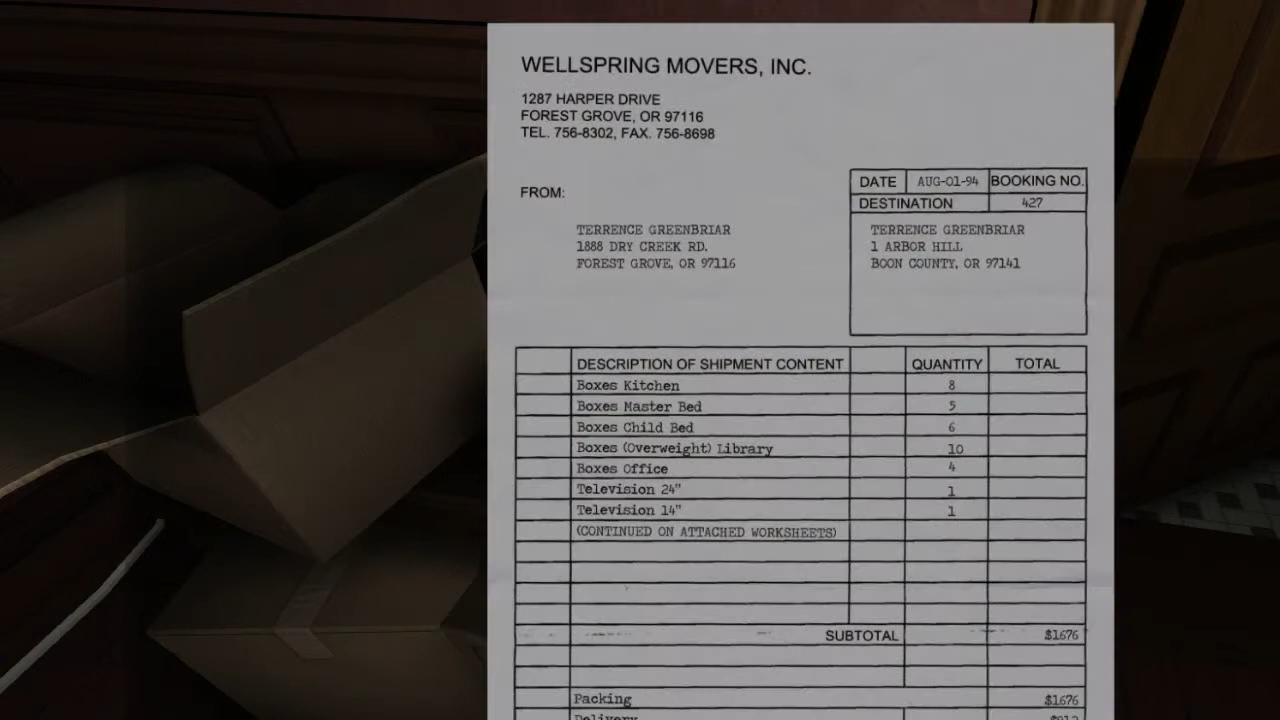 WELLSPRING MOVERS, INC.
1287 HARPER DRIVE
FOREST GROVE, OR 97116
TEL. 756-8302, FAX. 756-8698
DATE AUG-01-94 BOOKING NO.
DESTINATION 427
FROM:
TERRENCE GREENBRIAR
1888 DRY CREEK RD.
FOREST GROVE, OR 97116
TERRENCE GREENBRIAR
1 ARBOR HILL
BOON COUNTY, OR 97141
DESCRIPTION OF SHIPMENT CONTENT QUANTITY TOTAL
Boxes Kitchen 8
Boxes Master Bed 5
Boxes Child Bed 6
Boxes (Overweight) Library 10
Boxes Office 4
Television 24" 1
Television 14" 1
(CONTINUED ON ATTACHED WORKSHEETS)
SUBTOTAL $1676
Packing $1676
Delivery